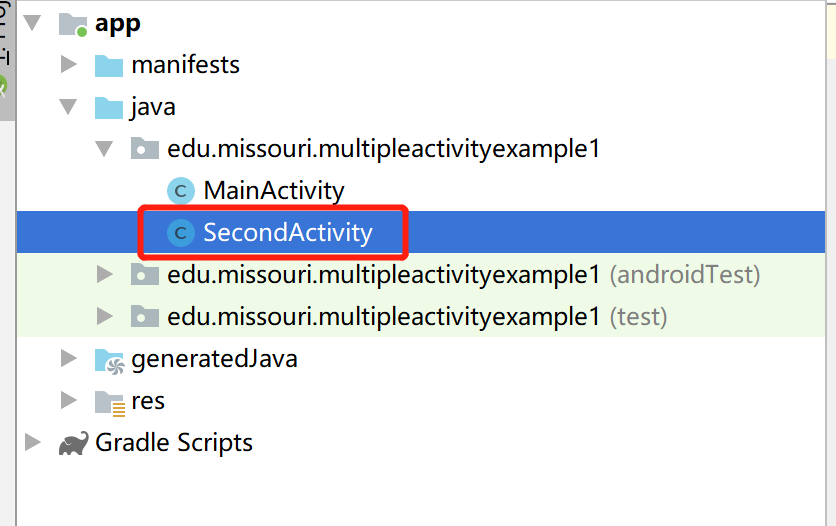 app
manifests
java
edu.missouri.multipleactivityexample1
C MainActivity
C SecondActivity
edu.missouri.multipleactivityexample1 (androidTest)
edu.missouri.multipleactivityexample1 (test)
generatedJava
res
Gradle Scripts